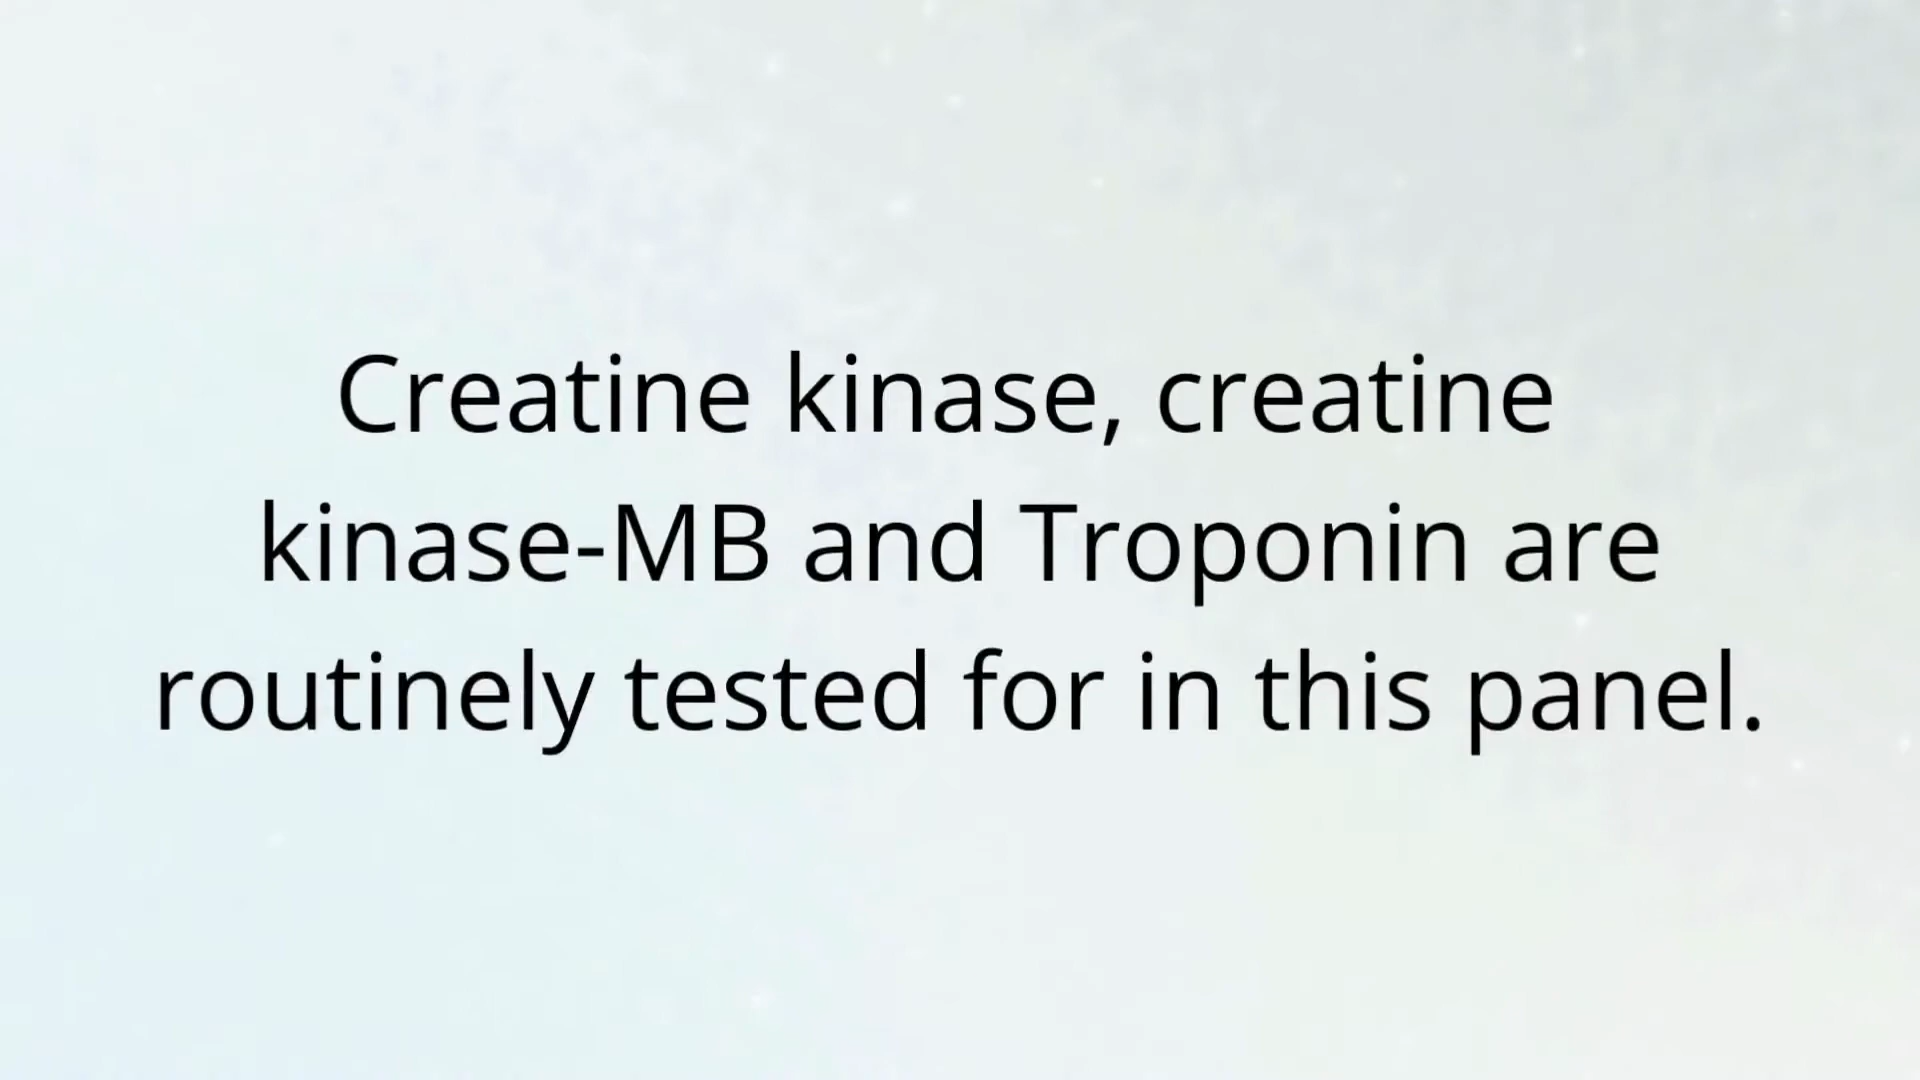 Creatine kinase, creatine
kinase-MB and Troponin are
routinely tested for in this panel.